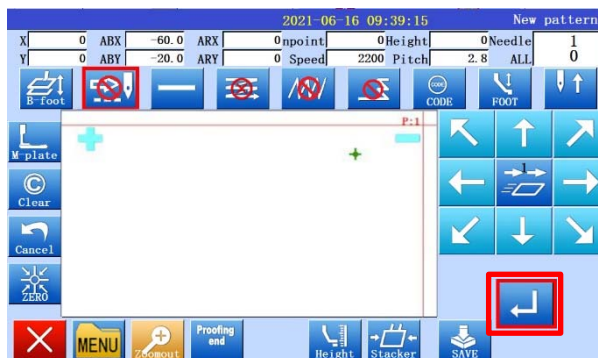 2021-06-16 09:39:15 New pattern
X 0 ABX -60.0 ARX 0 npoint 0 Height 0 Needle 1
Y 0 ABY -20.0 ARY 0 Speed 2200 Pitch 2.8 ALL 0
B-foot CODE CODE FOOT
P:1
M-plate
1
C
Clear
Cancel
ZERO
MENU Zoomout Proofing end Height Stacker SAVE